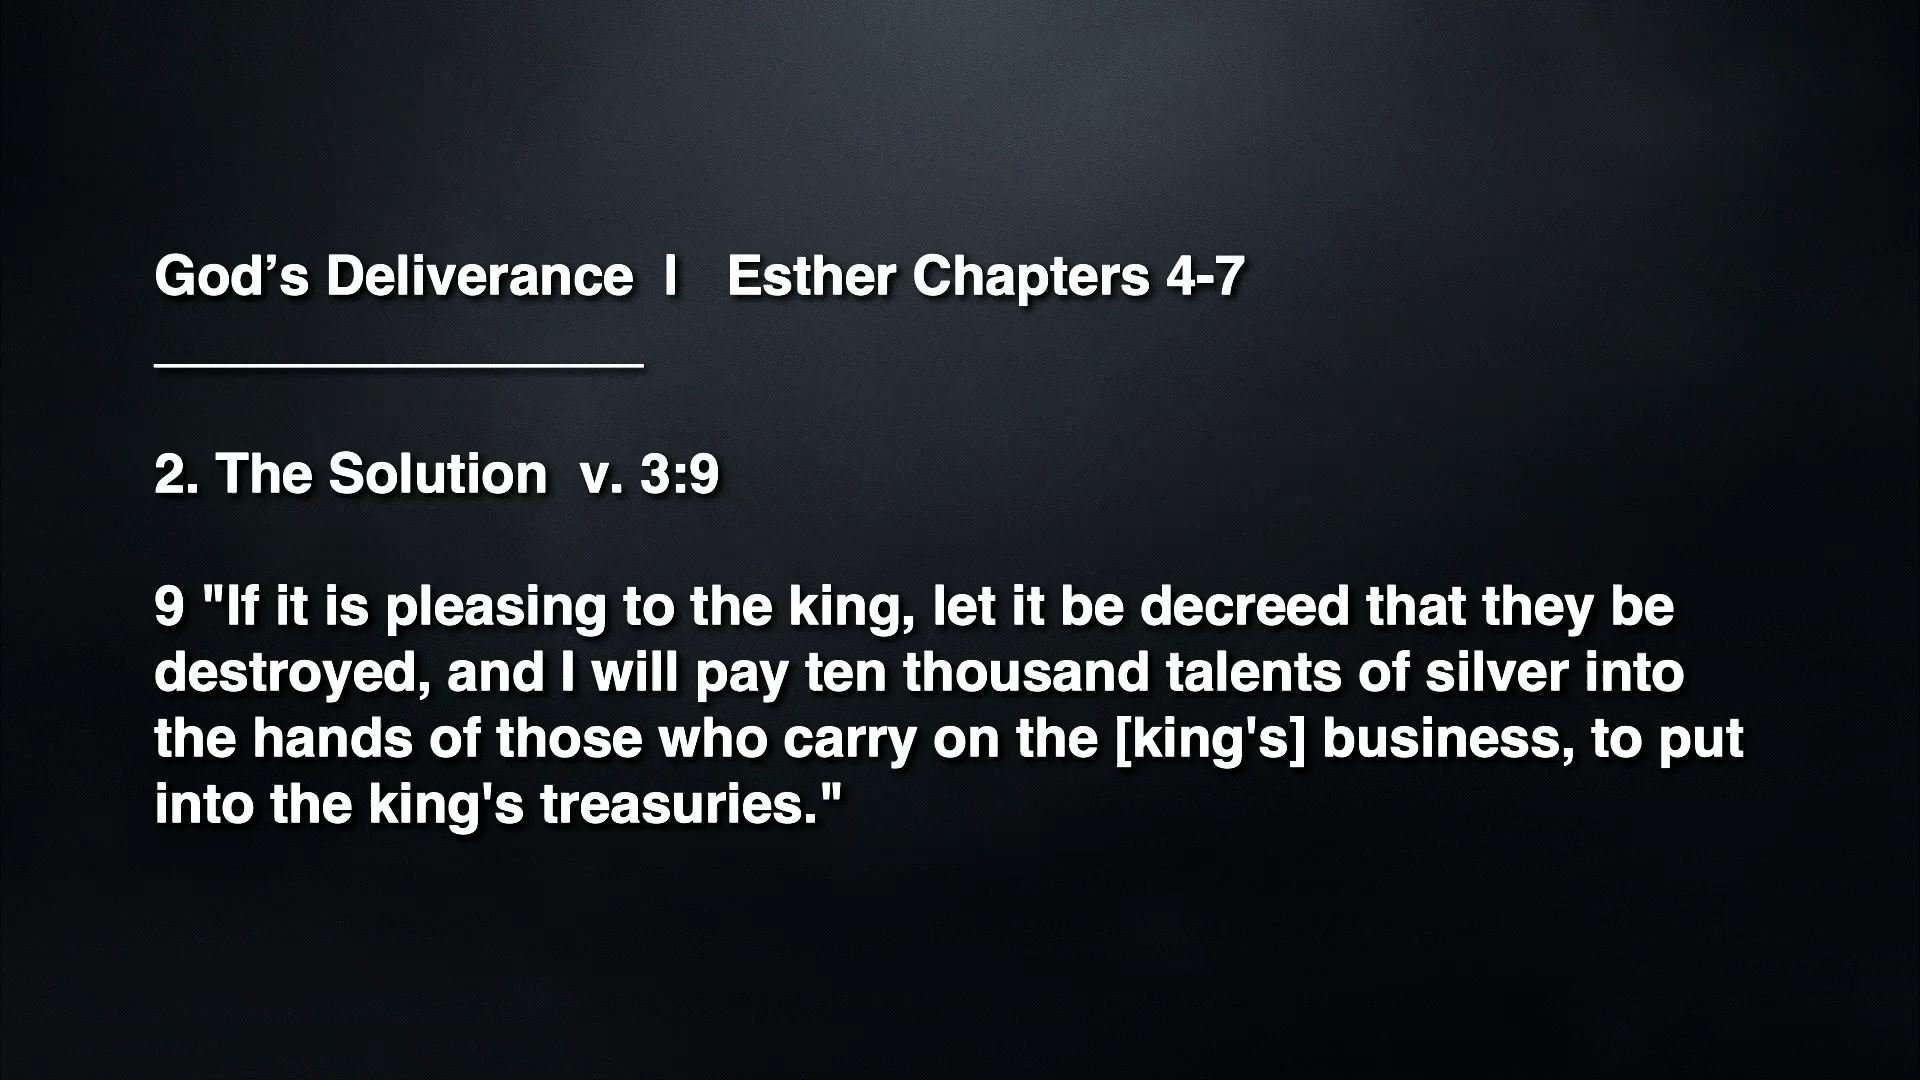 God’s Deliverance | Esther Chapters 4-7
2. The Solution v. 3:9
9 "If it is pleasing to the king, let it be decreed that they be
destroyed, and I will pay ten thousand talents of silver into
the hands of those who carry on the [king's] business, to put
into the king's treasuries."